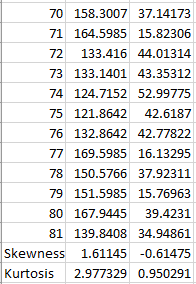 70 158.3007 37.14173
71 164.5985 15.82306
72 133.416 44.01314
73 133.1401 43.35312
74 124.7152 52.99775
75 121.8642 42.6187
76 132.8642 42.77822
77 169.5985 16.13295
78 150.5766 37.92311
79 151.5985 15.76963
80 167.9445 39.4231
81 139.8408 34.94861
Skewness 1.61145 -0.61475
Kurtosis 2.977329 0.950291